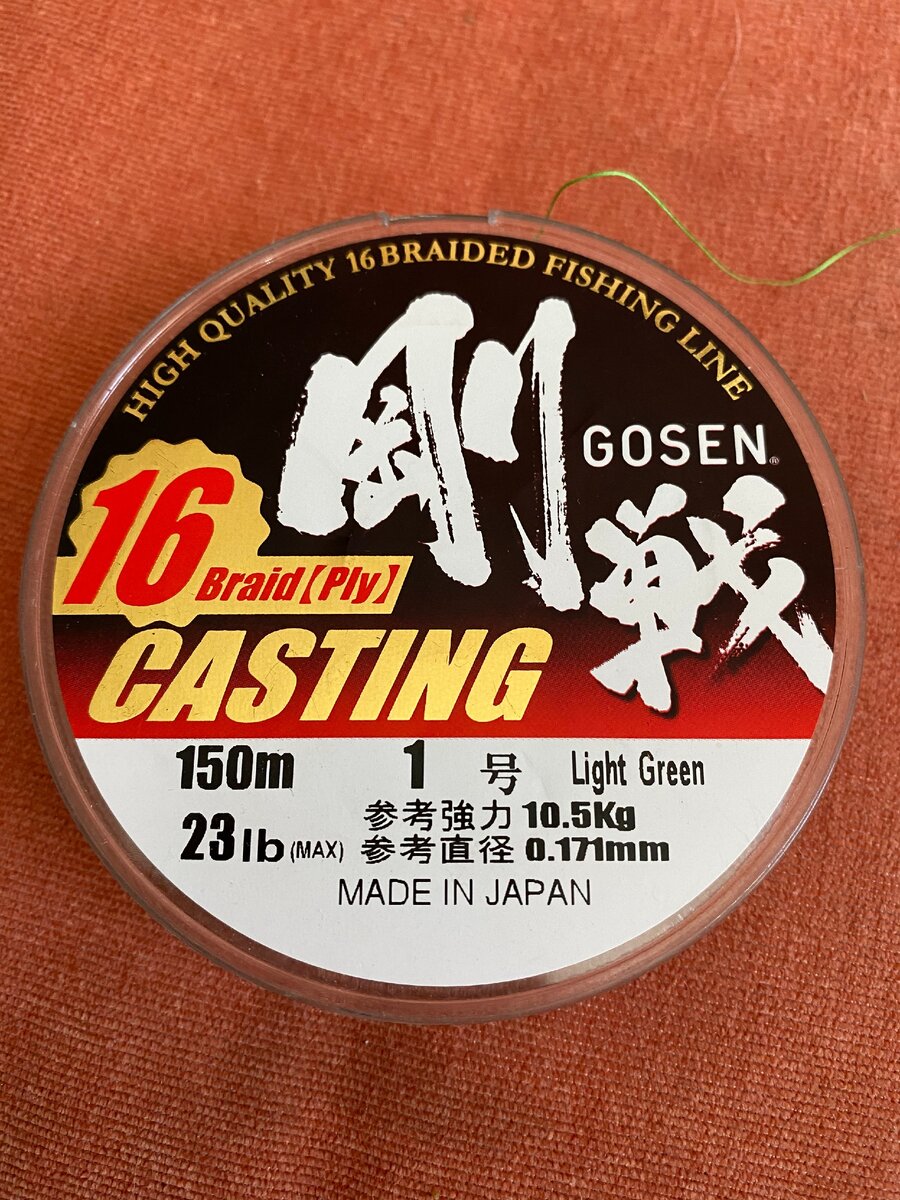 HIGH QUALITY 16 BRAIDED FISHING LINE
剛戦
GOSEN®
16
Braid【Ply】
CASTING
150m 1 号 Light Green
23lb (MAX) 参考強力 10.5Kg
参考直径 0.171mm
MADE IN JAPAN